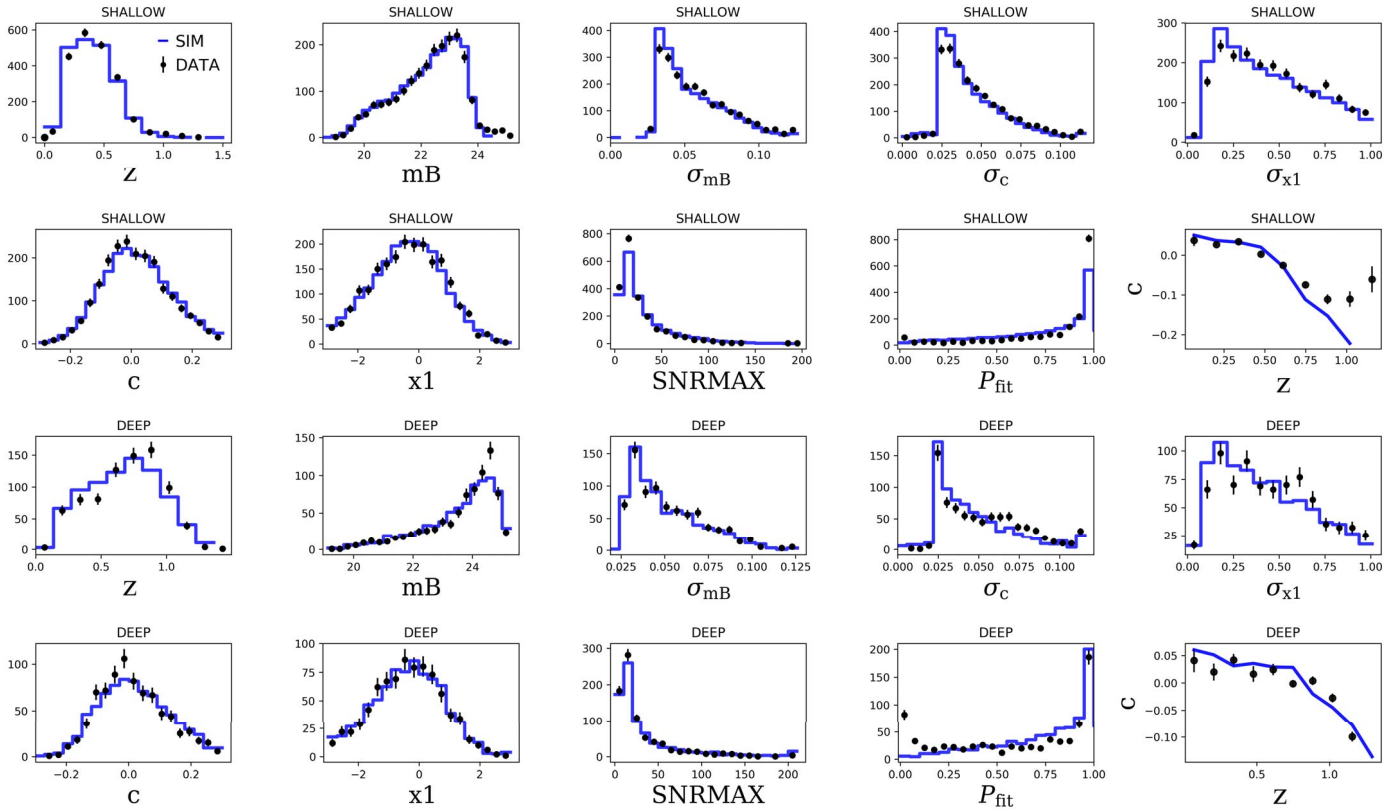 SHALLOW SHALLOW SHALLOW SHALLOW SHALLOW
600 400 200 0
SIM
DATA
0.0 0.5 1.0 1.5
z
200 100 0
20 22 24
mB
400 300 200 100 0
0.00 0.05 0.10
σmB
400 300 200 100 0
0.000 0.025 0.050 0.075 0.100
σc
300 200 100 0
0.00 0.25 0.50 0.75 1.00
σx1
SHALLOW SHALLOW SHALLOW SHALLOW SHALLOW
200 100 0
−0.2 0.0 0.2
c
200 150 100 50 0
−2 0 2
x1
800 600 400 200 0
0 50 100 150 200
SNRMAX
800 600 400 200 0
0.00 0.25 0.50 0.75 1.00
Pfit
c
0.0 −0.1 −0.2
0.00 0.25 0.50 0.75 1.00
z
DEEP DEEP DEEP DEEP DEEP
150 100 50 0
0.0 0.5 1.0
z
150 100 50 0
20 22 24
mB
150 100 50 0
0.025 0.050 0.075 0.100 0.125
σmB
150 100 50 0
0.000 0.025 0.050 0.075 0.100
σc
100 75 50 25
0.00 0.25 0.50 0.75 1.00
σx1
DEEP DEEP DEEP DEEP DEEP
100 50 0
−0.2 0.0 0.2
c
100 75 50 25 0
−2 0 2
x1
300 200 100 0
0 50 100 150 200
SNRMAX
200 150 100 50 0
0.00 0.25 0.50 0.75 1.00
Pfit
c
0.05 0.00 −0.05 −0.10
0.5 1.0
z